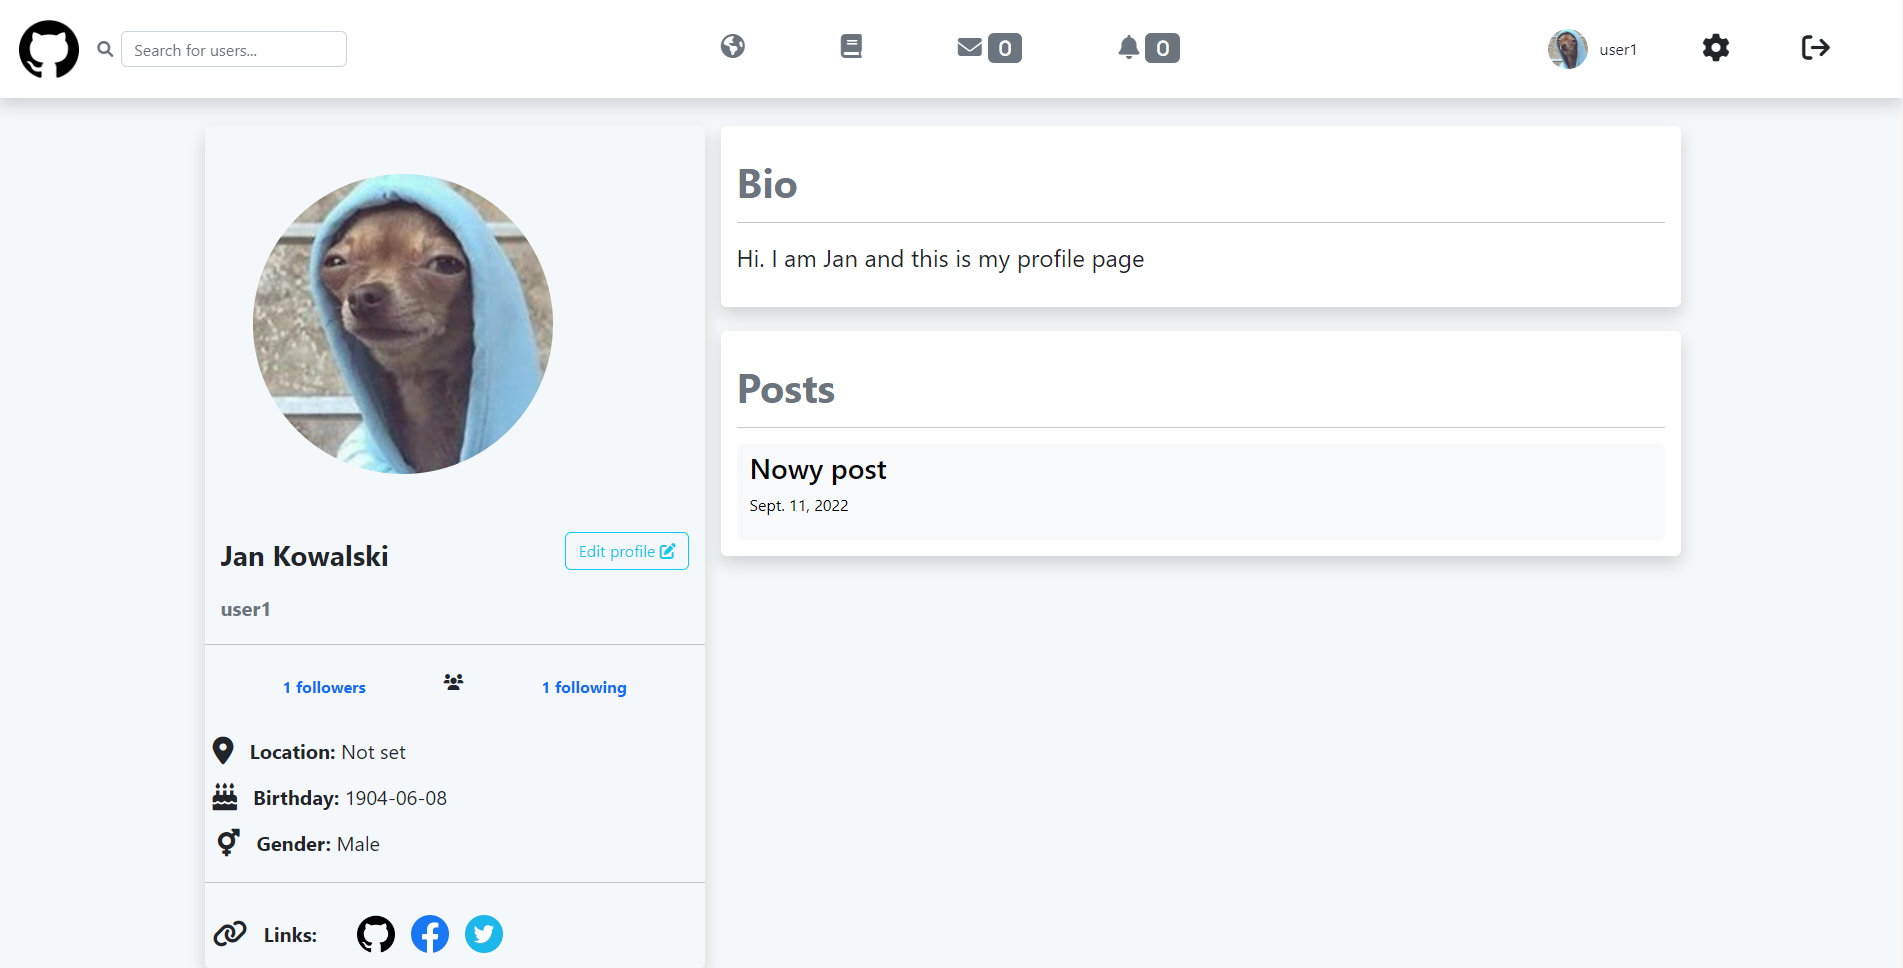 Search for users...
0
0
user1
Jan Kowalski
Edit profile
user1
1 followers
1 following
Location: Not set
Birthday: 1904-06-08
Gender: Male
Links:
Bio
Hi. I am Jan and this is my profile page
Posts
Nowy post
Sept. 11, 2022